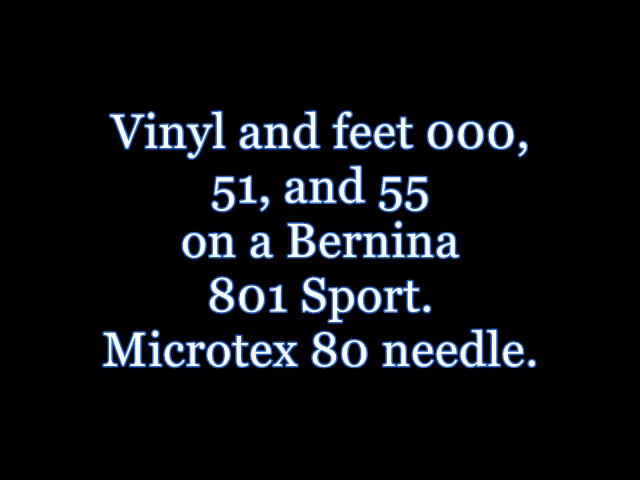 Vinyl and feet 000,
51, and 55
on a Bernina
801 Sport.
Microtex 80 needle.